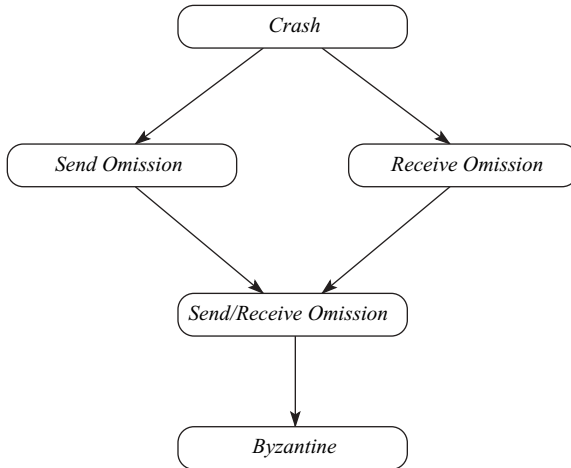 Crash
Send Omission
Receive Omission
Send/Receive Omission
Byzantine